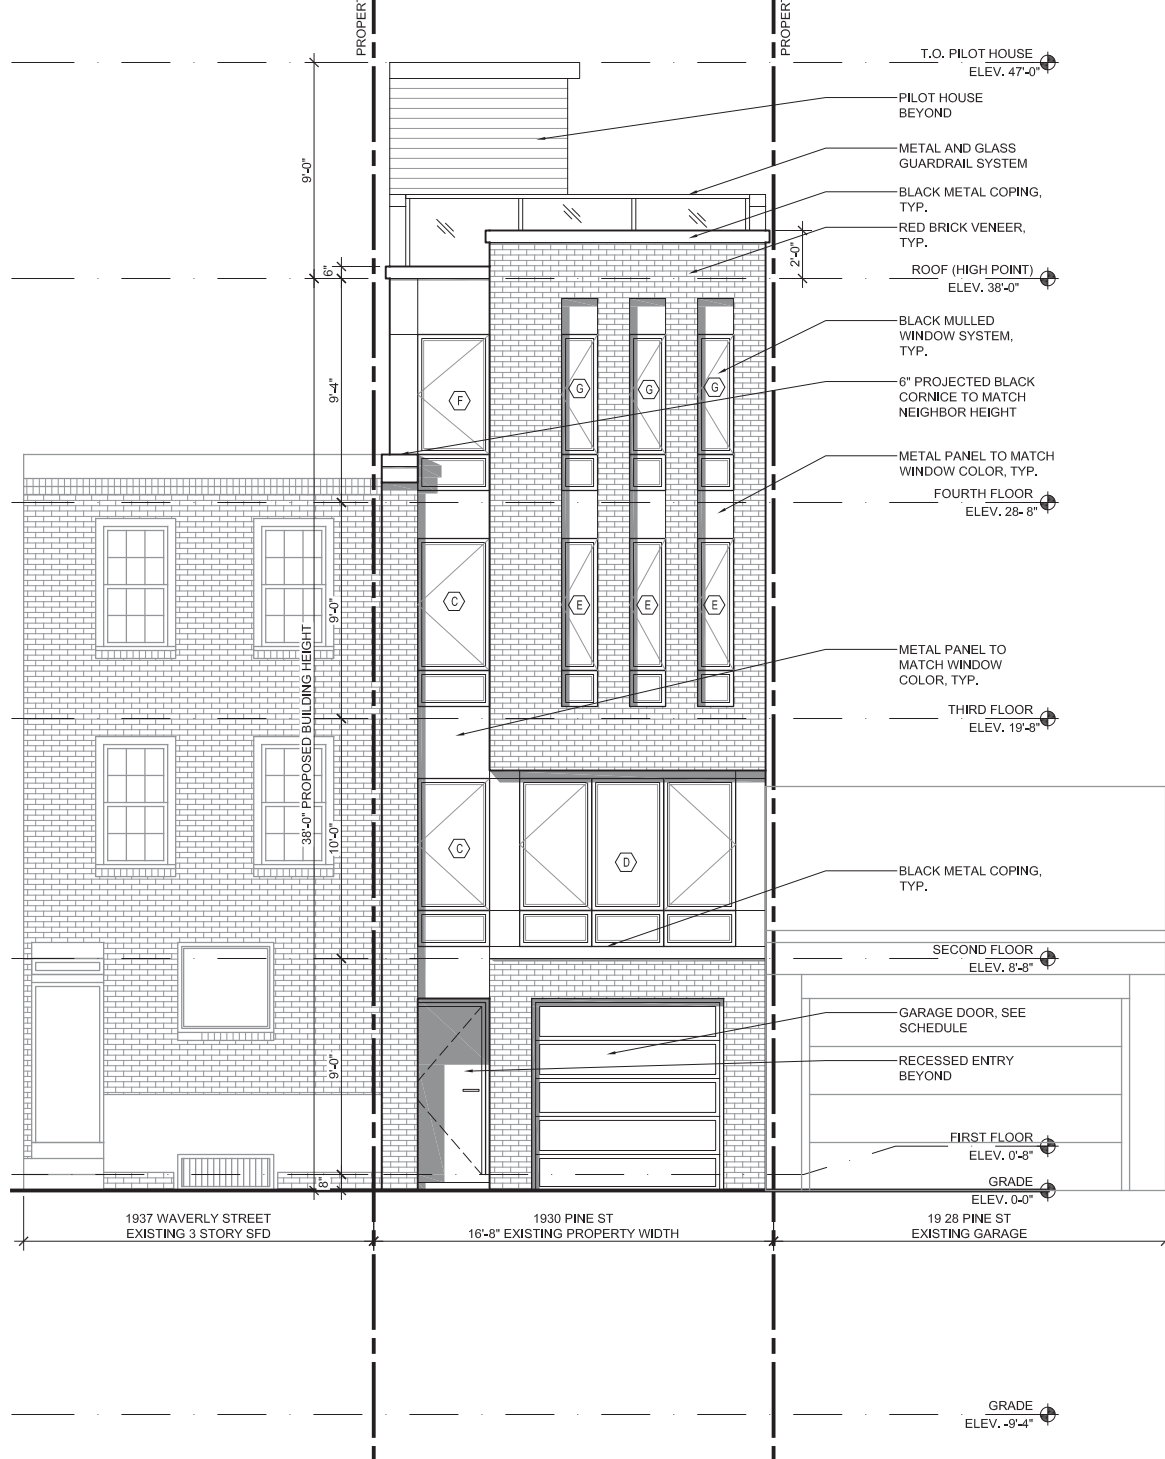 PROPERT
PROPERT
T.O. PILOT HOUSE
ELEV. 47'-0"
PILOT HOUSE
BEYOND
METAL AND GLASS
GUARDRAIL SYSTEM
9'-0"
BLACK METAL COPING,
TYP.
RED BRICK VENEER,
TYP.
2'-0"
6"
ROOF (HIGH POINT)
ELEV. 38'-0"
BLACK MULLED
WINDOW SYSTEM,
TYP.
F
G
G
G
9'-4"
6" PROJECTED BLACK
CORNICE TO MATCH
NEIGHBOR HEIGHT
METAL PANEL TO MATCH
WINDOW COLOR, TYP.
FOURTH FLOOR
ELEV. 28- 8"
C
E
E
E
9'-0"
METAL PANEL TO
MATCH WINDOW
COLOR, TYP.
THIRD FLOOR
ELEV. 19'-8"
38'-0" PROPOSED BUILDING HEIGHT
10'-0"
C
D
BLACK METAL COPING,
TYP.
SECOND FLOOR
ELEV. 8'-8"
GARAGE DOOR, SEE
SCHEDULE
9'-0"
RECESSED ENTRY
BEYOND
FIRST FLOOR
ELEV. 0'-8"
8"
GRADE
ELEV. 0-0"
1937 WAVERLY STREET
EXISTING 3 STORY SFD
1930 PINE ST
16'-8" EXISTING PROPERTY WIDTH
19 28 PINE ST
EXISTING GARAGE
GRADE
ELEV. -9'-4"